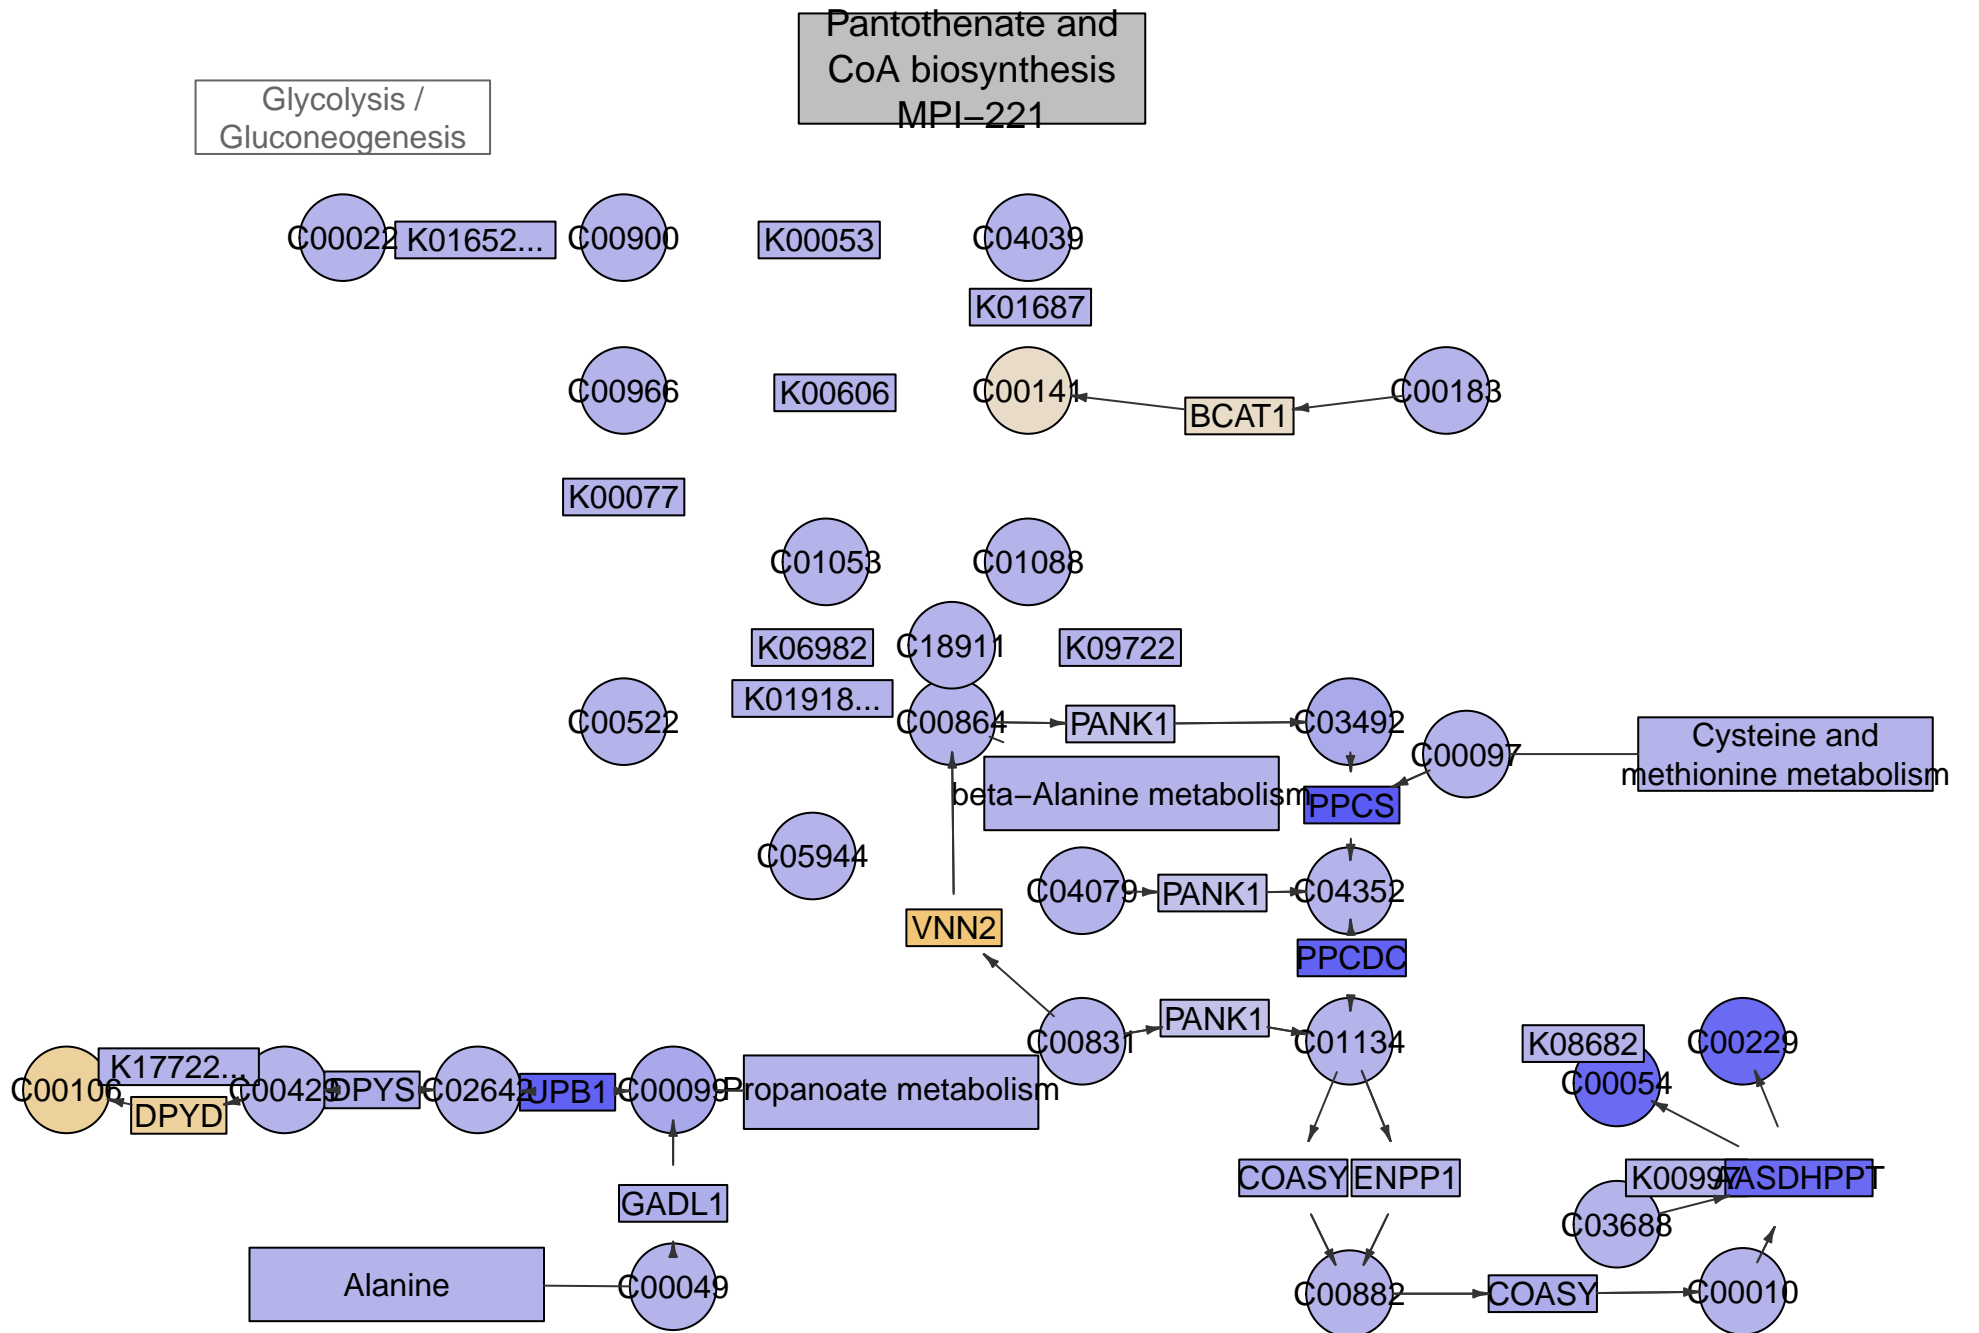 Pantothenate and
CoA biosynthesis
MPI−221
Glycolysis /
Gluconeogenesis
C00022
K01652...
C00900
K00053
C04039
K01687
C00966
K00606
C00141
BCAT1
C00183
K00077
C01053
C01088
K06982
C18911
K09722
K01918...
C00522
C00864
PANK1
C03492
C00097
Cysteine and
methionine metabolism
beta−Alanine metabolism
PPCS
C05944
C04079
PANK1
C04352
VNN2
PPCDC
C00831
PANK1
C01134
K08682
C00229
C00054
C00106
K17722...
DPYD
C00429
DPYS
C02642
UPB1
C00099
Propanoate metabolism
COASY
ENPP1
K00997
AASDHPPT
GADL1
C03688
Alanine
C00049
C00882
COASY
C00010